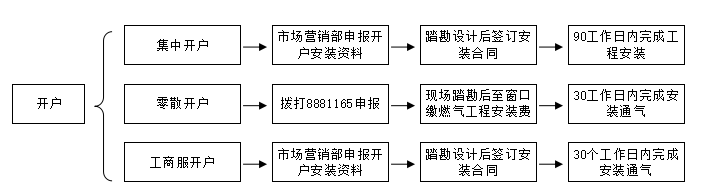 集中开户
市场营销部申报开
户安装资料
踏勘设计后签订安
装合同
90工作日内完成工
程安装
开户
零散开户
拨打8881165申报
现场踏勘后至窗口
缴燃气工程安装费
30工作日内完成安
装通气
工商服开户
市场营销部申报开
户安装资料
踏勘设计后签订安
装合同
30个工作日内完成
安装通气